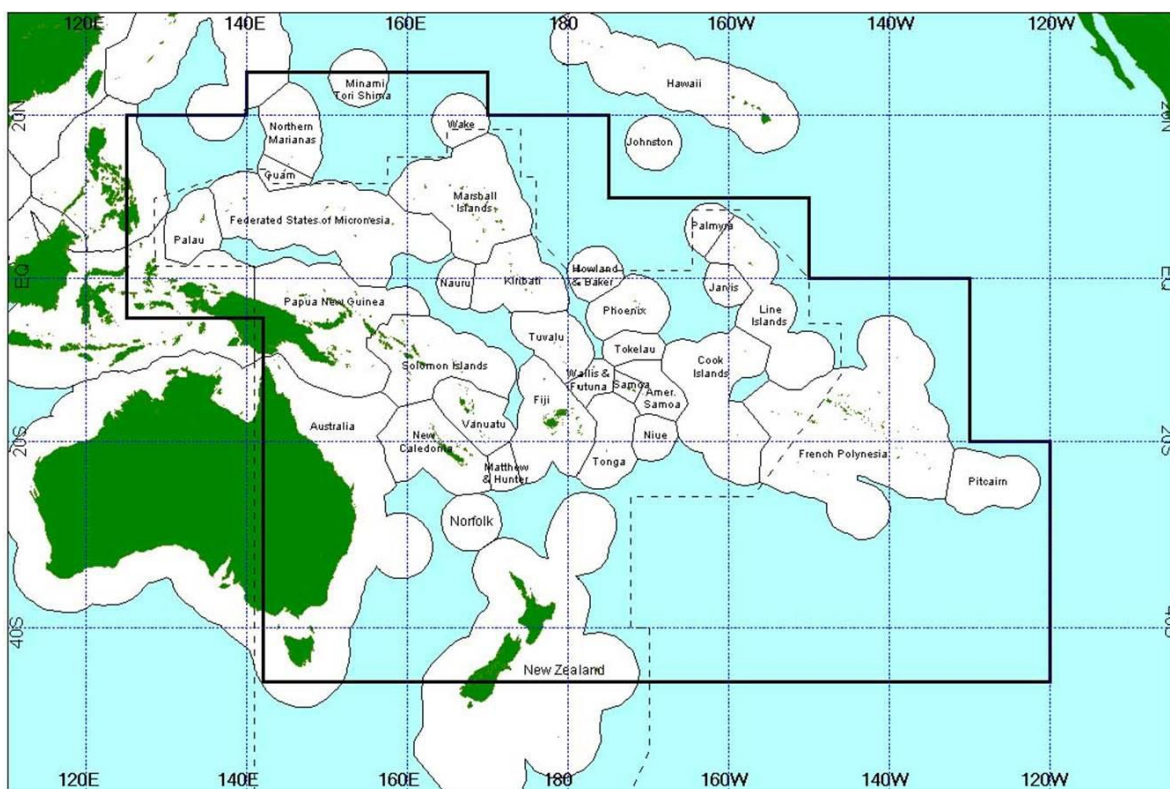 120E 140E 160E 180 160W 140W 120W
Minami
Tori Shima
Hawaii
20N
20N
Northern
Marianas
Wake
Johnston
Guam
Marshall
Islands
Federated States of Micronesia
Palau
Palmyra
EQ
EQ
Howland
& Baker
Nauru
Kiribati
Jarvis
Papua New Guinea
Phoenix
Line
Islands
Tuvalu
Tokelau
Solomon Islands
Cook
Islands
Wallis &
Futuna
Samoa
Amer.
Samoa
Fiji
Australia
Vanuatu
New
Caledonia
Niue
20S
20S
French Polynesia
Tonga
Matthew
& Hunter
Pitcairn
Norfolk
40S
New Zealand
120E 140E 160E 180 160W 140W 120W